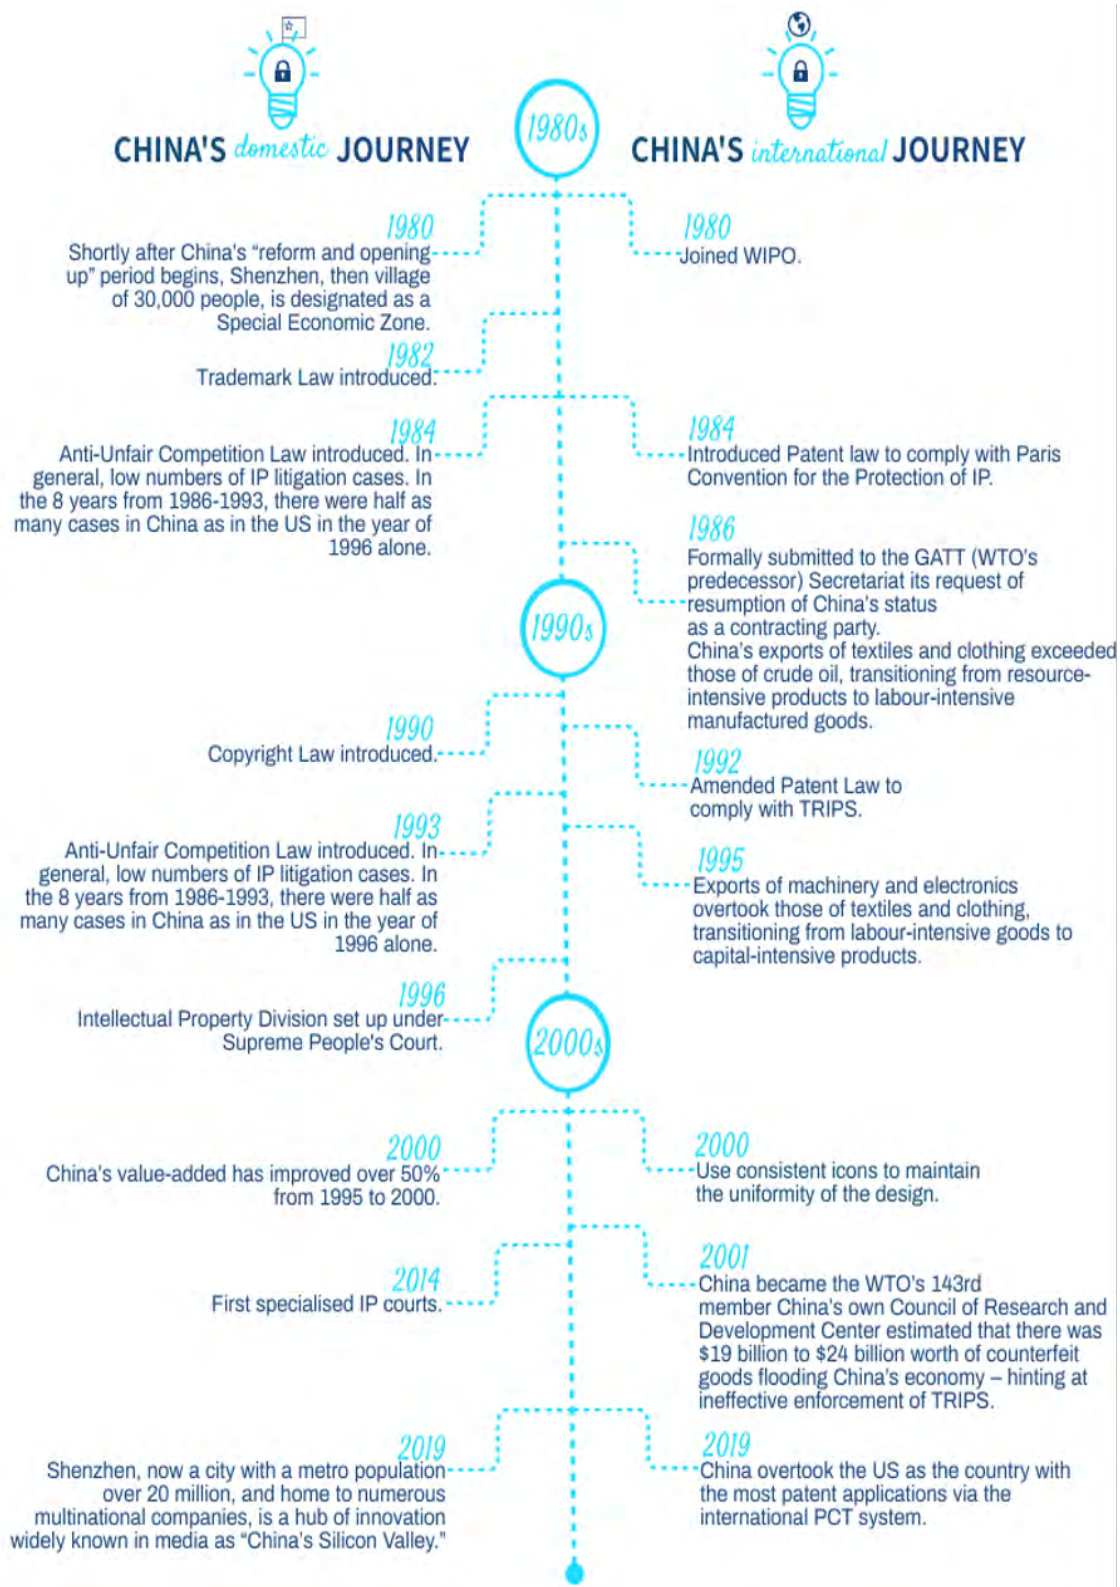 CHINA'S domestic JOURNEY
CHINA'S international JOURNEY
1980s
1980
Shortly after China's “reform and opening
up” period begins, Shenzhen, then village
of 30,000 people, is designated as a
Special Economic Zone.
1980
Joined WIPO.
1982
Trademark Law introduced.
1984
Anti-Unfair Competition Law introduced. In
general, low numbers of IP litigation cases. In
the 8 years from 1986-1993, there were half as
many cases in China as in the US in the year of
1996 alone.
1984
Introduced Patent law to comply with Paris
Convention for the Protection of IP.
1986
Formally submitted to the GATT (WTO's
predecessor) Secretariat its request of
resumption of China's status
as a contracting party.
China's exports of textiles and clothing exceeded
those of crude oil, transitioning from resource-
intensive products to labour-intensive
manufactured goods.
1990s
1990
Copyright Law introduced.
1992
Amended Patent Law to
comply with TRIPS.
1993
Anti-Unfair Competition Law introduced. In
general, low numbers of IP litigation cases. In
the 8 years from 1986-1993, there were half as
many cases in China as in the US in the year of
1996 alone.
1995
Exports of machinery and electronics
overtook those of textiles and clothing,
transitioning from labour-intensive goods to
capital-intensive products.
1996
Intellectual Property Division set up under
Supreme People's Court.
2000s
2000
China's value-added has improved over 50%
from 1995 to 2000.
2000
Use consistent icons to maintain
the uniformity of the design.
2001
China became the WTO's 143rd
member China's own Council of Research and
Development Center estimated that there was
$19 billion to $24 billion worth of counterfeit
goods flooding China's economy – hinting at
ineffective enforcement of TRIPS.
2014
First specialised IP courts.
2019
Shenzhen, now a city with a metro population
over 20 million, and home to numerous
multinational companies, is a hub of innovation
widely known in media as “China's Silicon Valley.”
2019
China overtook the US as the country with
the most patent applications via the
international PCT system.